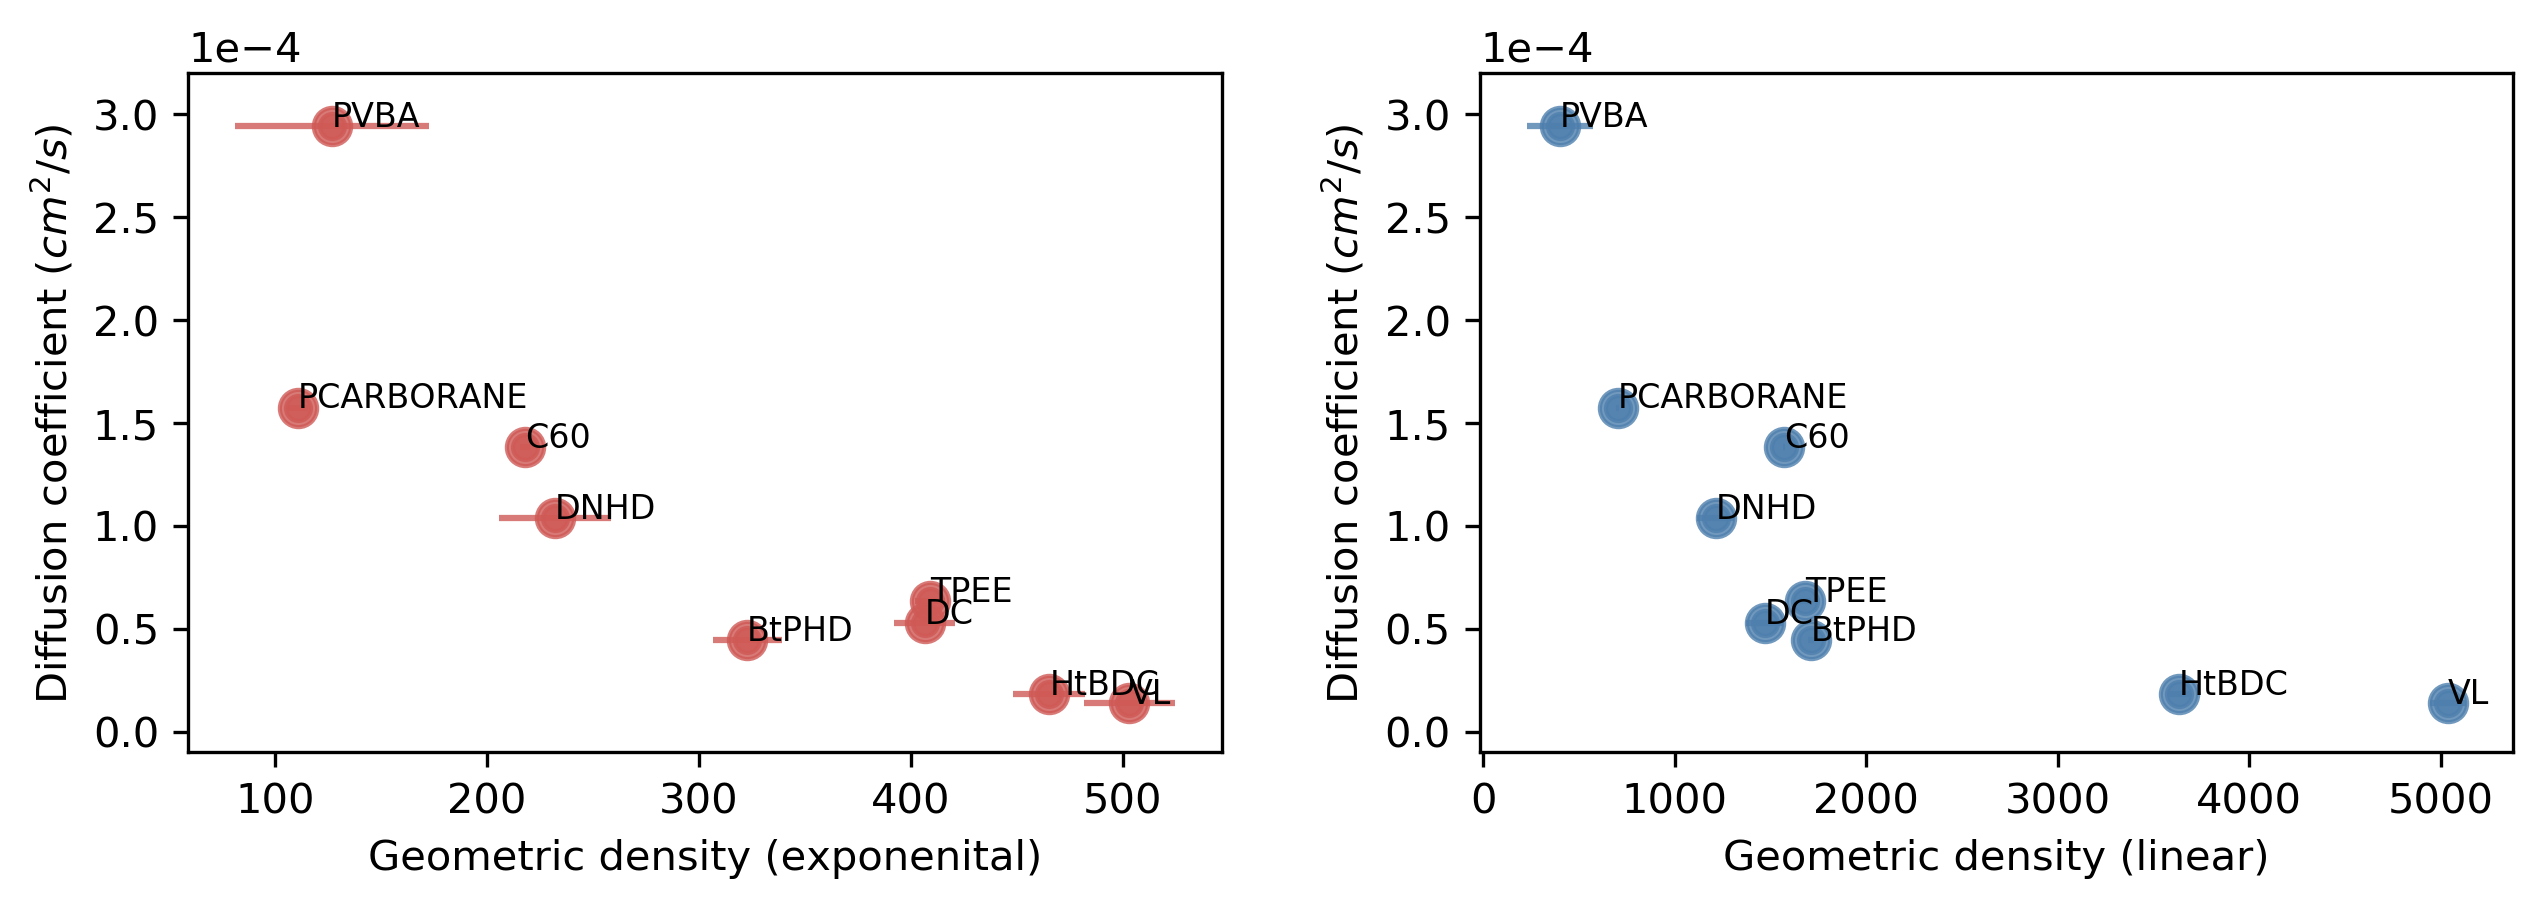 1e−4
3.0
2.5
2.0
1.5
1.0
0.5
0.0
Diffusion coefficient (cm²/s)
PVBA
PCARBORANE
C60
DNHD
TPEE
DC
BtPHD
HtBDC
VL
100 200 300 400 500
Geometric density (exponenital)
1e−4
3.0
2.5
2.0
1.5
1.0
0.5
0.0
Diffusion coefficient (cm²/s)
PVBA
PCARBORANE
C60
DNHD
TPEE
DC
BtPHD
HtBDC
VL
0 1000 2000 3000 4000 5000
Geometric density (linear)